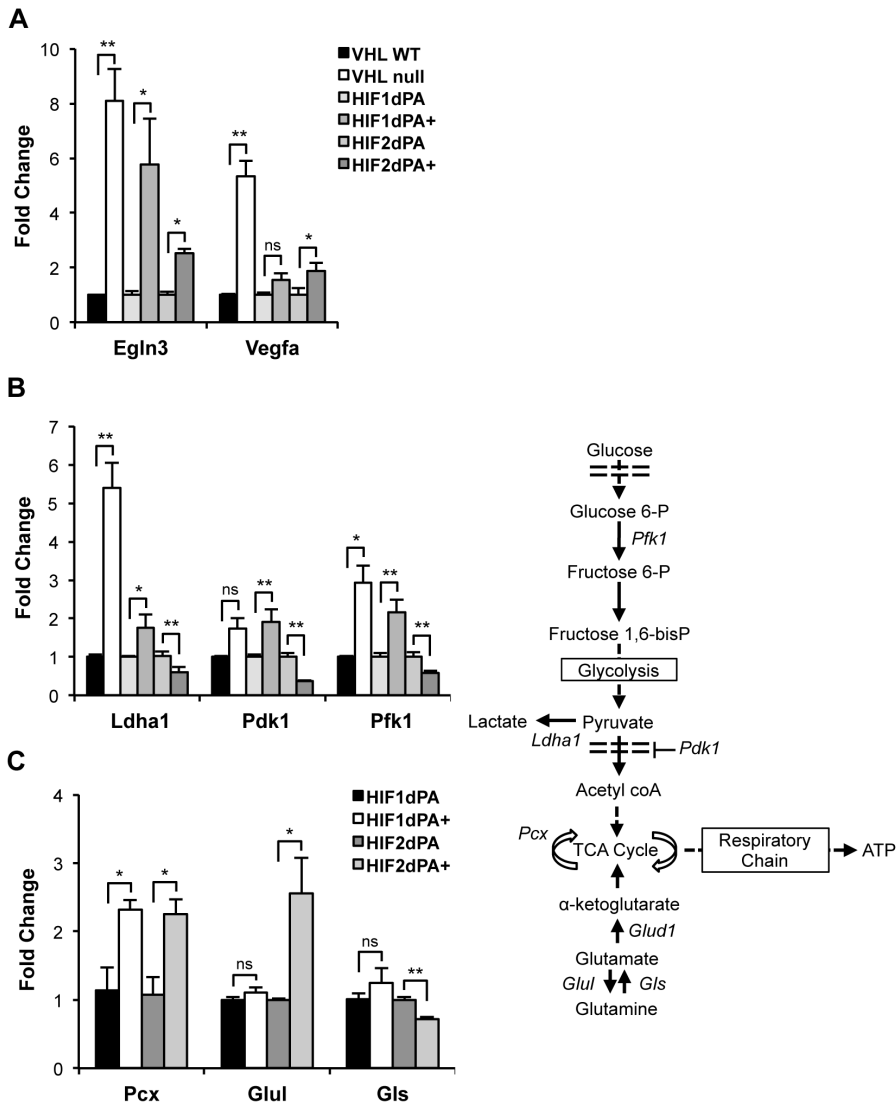 A
10
8
6
4
2
0
Fold Change
**
*
*
**
ns
*
Egln3
Vegfa
VHL WT
VHL null
HIF1dPA
HIF1dPA+
HIF2dPA
HIF2dPA+
B
7
6
5
4
3
2
1
0
Fold Change
**
*
**
ns
**
**
*
**
**
Ldha1
Pdk1
Pfk1
C
4
3
2
1
0
Fold Change
*
*
ns
*
ns
**
Pcx
Glul
Gls
HIF1dPA
HIF1dPA+
HIF2dPA
HIF2dPA+
Glucose
Glucose 6-P
Pfk1
Fructose 6-P
Fructose 1,6-bisP
Glycolysis
Lactate
Pyruvate
Ldha1
Pdk1
Acetyl coA
Pcx
TCA Cycle
Respiratory
Chain
ATP
α-ketoglutarate
Glud1
Glutamate
Glul
Gls
Glutamine